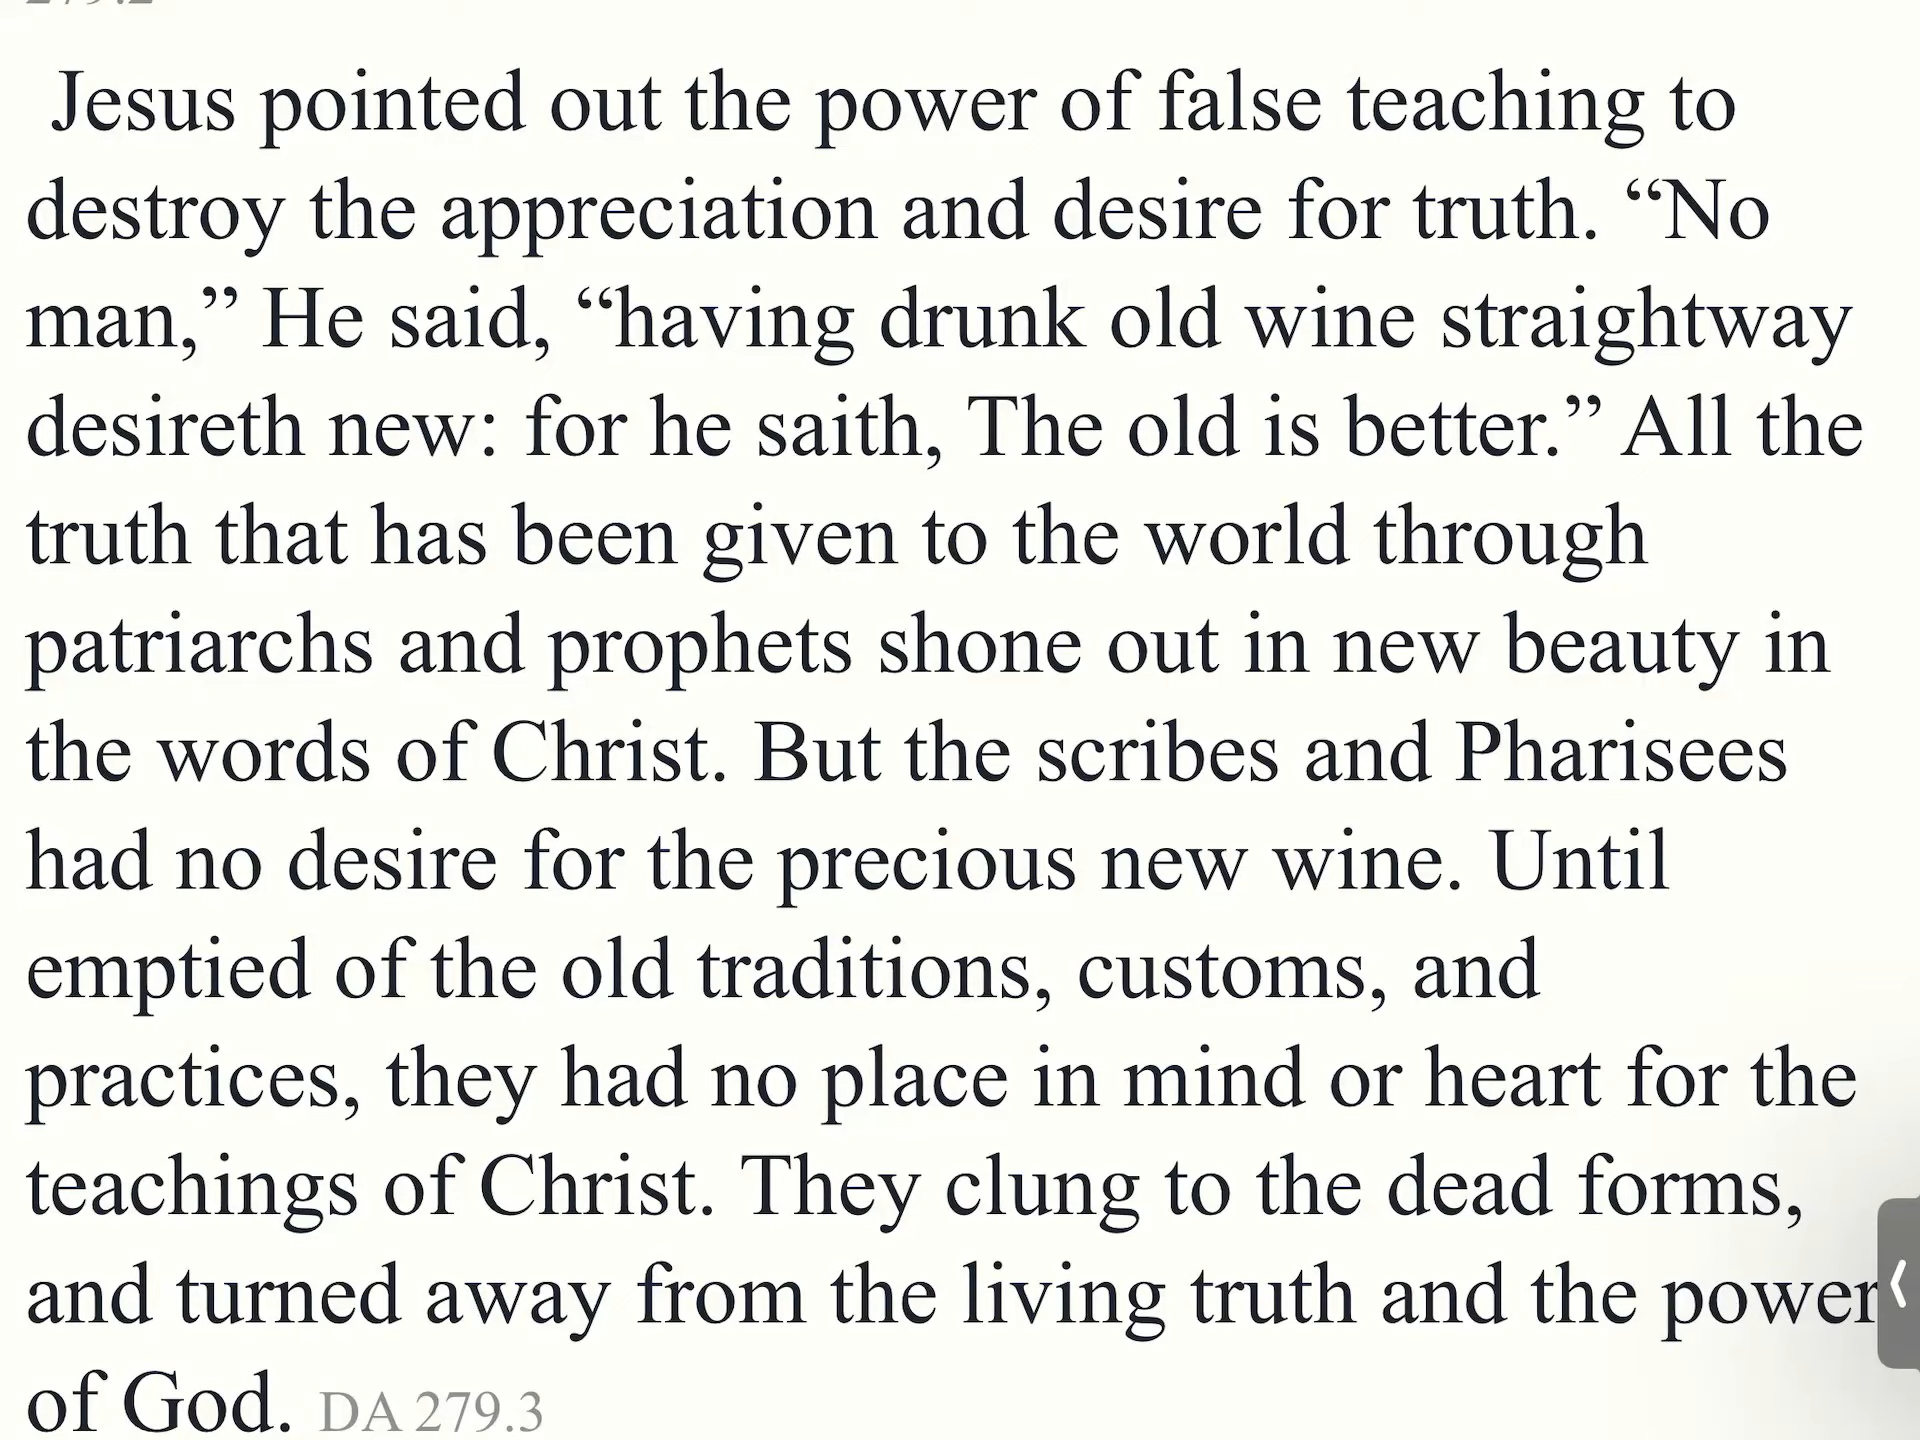 Jesus pointed out the power of false teaching to
destroy the appreciation and desire for truth. “No
man,” He said, “having drunk old wine straightway
desireth new: for he saith, The old is better.” All the
truth that has been given to the world through
patriarchs and prophets shone out in new beauty in
the words of Christ. But the scribes and Pharisees
had no desire for the precious new wine. Until
emptied of the old traditions, customs, and
practices, they had no place in mind or heart for the
teachings of Christ. They clung to the dead forms,
and turned away from the living truth and the power
of God. DA 279.3